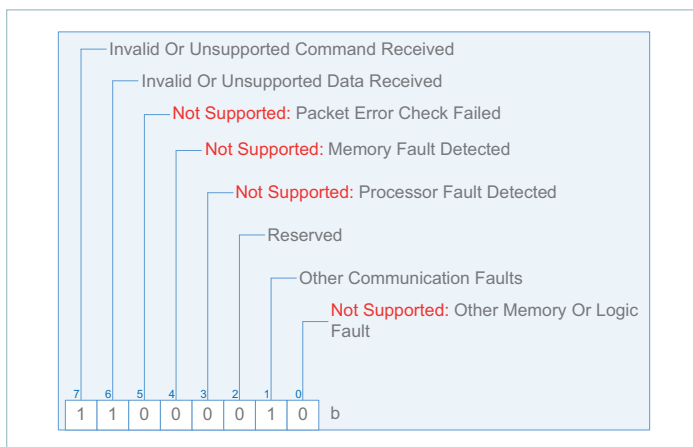 Invalid Or Unsupported Command Received
Invalid Or Unsupported Data Received
Not Supported: Packet Error Check Failed
Not Supported: Memory Fault Detected
Not Supported: Processor Fault Detected
Reserved
Other Communication Faults
Not Supported: Other Memory Or Logic
Fault
7 6 5 4 3 2 1 0
1 1 0 0 0 0 1 0 b